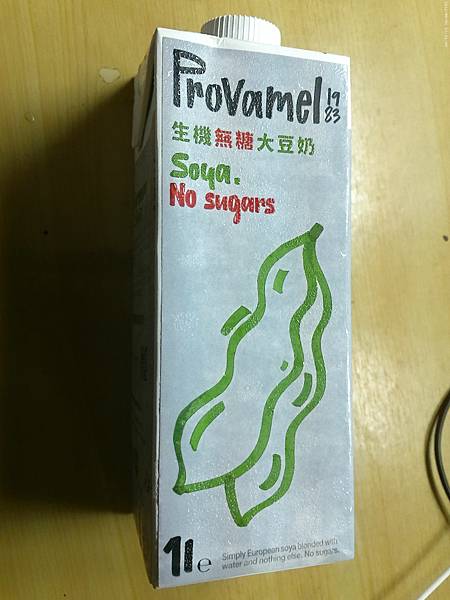 Provamel 19
83
生機無糖大豆奶
Soya.
No sugars
1l e
Simply European soya blended with
water and nothing else. No sugars.